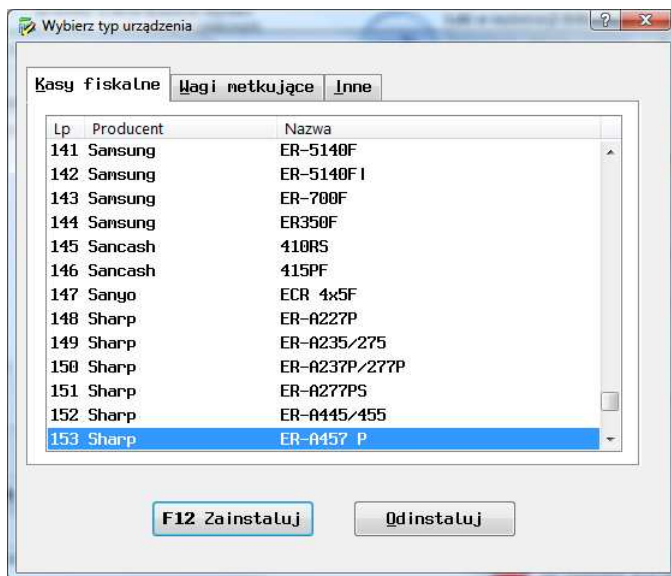 Wybierz typ urządzenia
Kasy fiskalne Wagi metkujące Inne
Lp Producent Nazwa
141 Samsung ER-5140F
142 Samsung ER-5140FI
143 Samsung ER-700F
144 Samsung ER350F
145 Sancash 410RS
146 Sancash 415PF
147 Sanyo ECR 4x5F
148 Sharp ER-A227P
149 Sharp ER-A235/275
150 Sharp ER-A237P/277P
151 Sharp ER-A277PS
152 Sharp ER-A445/455
153 Sharp ER-A457 P
F12 Zainstaluj Odinstaluj